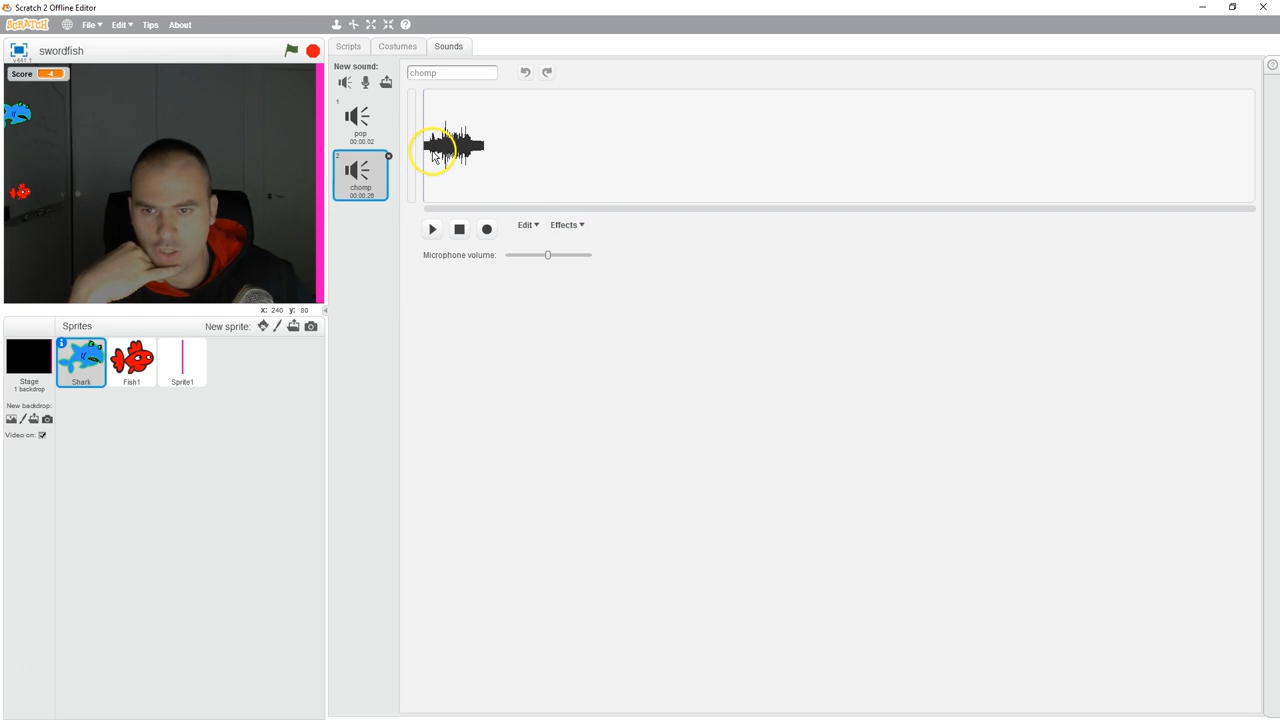 Scratch 2 Offline Editor
SCRATCH File Edit Tips About
swordfish
v441.1
Score -4
Scripts Costumes Sounds
New sound:
1
pop
00:00.02
2
chomp
00:00.26
chomp
Edit Effects
Microphone volume:
x: 240 y: 80
Sprites New sprite:
Stage
1 backdrop
Shark Fish1 Sprite1
New backdrop:
Video on: